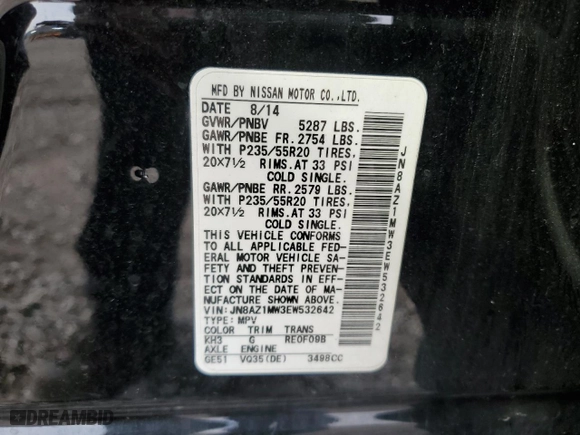 MFD BY NISSAN MOTOR CO.,LTD.
DATE 8/14
GVWR/PNBV 5287 LBS.
GAWR/PNBE FR. 2754 LBS.
WITH P235/55R20 TIRES,
20×7½ RIMS.AT 33 PSI
COLD SINGLE.
GAWR/PNBE RR. 2579 LBS.
WITH P235/55R20 TIRES,
20×7½ RIMS.AT 33 PSI
COLD SINGLE.
THIS VEHICLE CONFORMS
TO ALL APPLICABLE FED-
ERAL MOTOR VEHICLE SA-
FETY AND THEFT PREVEN-
TION STANDARDS IN EFF-
ECT ON THE DATE OF MA-
NUFACTURE SHOWN ABOVE.
VIN:JN8AZ1MW3EW532642
TYPE:MPV
COLOR TRIM TRANS
KH3 G RE0F09B
AXLE ENGINE
GE51 VQ35(DE) 3498CC
JN8AZ1MW3EW532642
DREAMBID